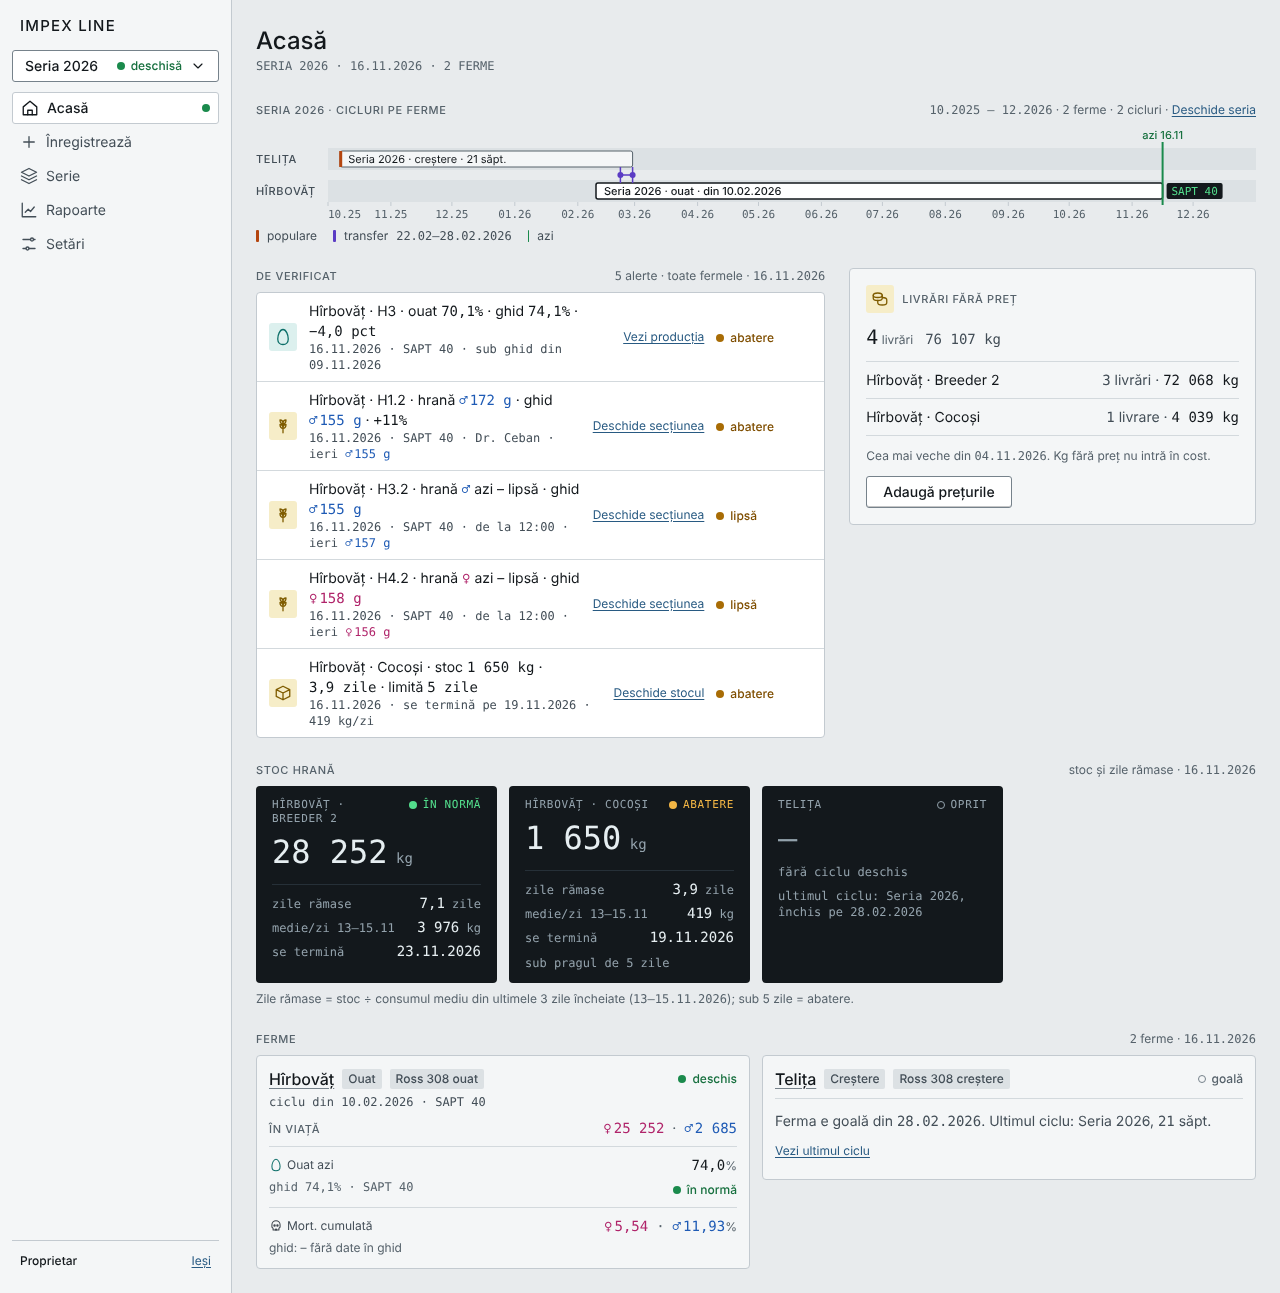 IMPEX LINE
Seria 2026 deschisă
Acasă
Înregistrează
Serie
Rapoarte
Setări
Proprietar Ieși
Acasă
SERIA 2026 · 16.11.2026 · 2 FERME
SERIA 2026 · CICLURI PE FERME
10.2025 – 12.2026 · 2 ferme · 2 cicluri · Deschide seria
azi 16.11
TELIȚA
Seria 2026 · creștere · 21 săpt.
HÎRBOVĂȚ
Seria 2026 · ouat · din 10.02.2026
SAPT 40
10.25 11.25 12.25 01.26 02.26 03.26 04.26 05.26 06.26 07.26 08.26 09.26 10.26 11.26 12.26
populare transfer 22.02–28.02.2026 azi
DE VERIFICAT
5 alerte · toate fermele · 16.11.2026
Hîrbovăț · H3 · ouat 70,1% · ghid 74,1% ·
−4,0 pct
16.11.2026 · SAPT 40 · sub ghid din
09.11.2026
Vezi producția abatere
Hîrbovăț · H1.2 · hrană ♂172 g · ghid
♂155 g · +11%
16.11.2026 · SAPT 40 · Dr. Ceban ·
ieri ♂155 g
Deschide secțiunea abatere
Hîrbovăț · H3.2 · hrană ♂ azi – lipsă · ghid
♂155 g
16.11.2026 · SAPT 40 · de la 12:00 ·
ieri ♂157 g
Deschide secțiunea lipsă
Hîrbovăț · H4.2 · hrană ♀ azi – lipsă · ghid
♀158 g
16.11.2026 · SAPT 40 · de la 12:00 ·
ieri ♀156 g
Deschide secțiunea lipsă
Hîrbovăț · Cocoși · stoc 1 650 kg ·
3,9 zile · limită 5 zile
16.11.2026 · se termină pe 19.11.2026 ·
419 kg/zi
Deschide stocul abatere
LIVRĂRI FĂRĂ PREȚ
4 livrări 76 107 kg
Hîrbovăț · Breeder 2 3 livrări · 72 068 kg
Hîrbovăț · Cocoși 1 livrare · 4 039 kg
Cea mai veche din 04.11.2026. Kg fără preț nu intră în cost.
Adaugă prețurile
STOC HRANĂ
stoc și zile rămase · 16.11.2026
HÎRBOVĂȚ ·
BREEDER 2
ÎN NORMĂ
28 252 kg
zile rămase 7,1 zile
medie/zi 13–15.11 3 976 kg
se termină 23.11.2026
HÎRBOVĂȚ · COCOȘI ABATERE
1 650 kg
zile rămase 3,9 zile
medie/zi 13–15.11 419 kg
se termină 19.11.2026
sub pragul de 5 zile
TELIȚA OPRIT
—
fără ciclu deschis
ultimul ciclu: Seria 2026,
închis pe 28.02.2026
Zile rămase = stoc ÷ consumul mediu din ultimele 3 zile încheiate (13–15.11.2026); sub 5 zile = abatere.
FERME
2 ferme · 16.11.2026
Hîrbovăț Ouat Ross 308 ouat deschis
ciclu din 10.02.2026 · SAPT 40
ÎN VIAȚĂ ♀25 252 · ♂2 685
Ouat azi 74,0%
ghid 74,1% · SAPT 40 în normă
Mort. cumulată ♀5,54 · ♂11,93%
ghid: – fără date în ghid
Telița Creștere Ross 308 creștere goală
Ferma e goală din 28.02.2026. Ultimul ciclu: Seria 2026, 21 săpt.
Vezi ultimul ciclu